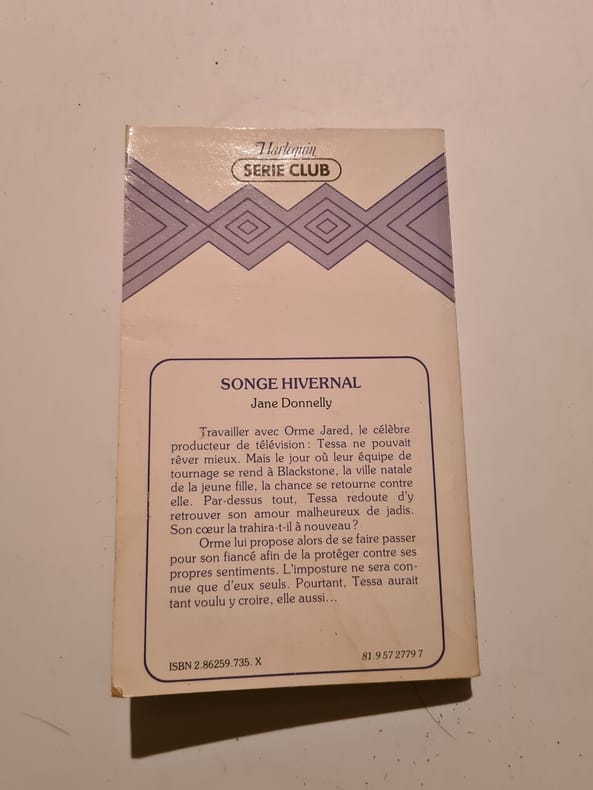 Harlequin
SERIE CLUB
SONGE HIVERNAL
Jane Donnelly
Travailler avec Orme Jared, le célèbre
producteur de télévision : Tessa ne pouvait
rêver mieux. Mais le jour où leur équipe de
tournage se rend à Blackstone, la ville natale
de la jeune fille, la chance se retourne contre
elle. Par-dessus tout, Tessa redoute d'y
retrouver son amour malheureux de jadis.
Son cœur la trahira-t-il à nouveau ?
Orme lui propose alors de se faire passer
pour son fiancé afin de la protéger contre ses
propres sentiments. L'imposture ne sera con-
nue que d'eux seuls. Pourtant, Tessa aurait
tant voulu y croire, elle aussi...
ISBN 2.86259.735. X
81.9 57 2779 7